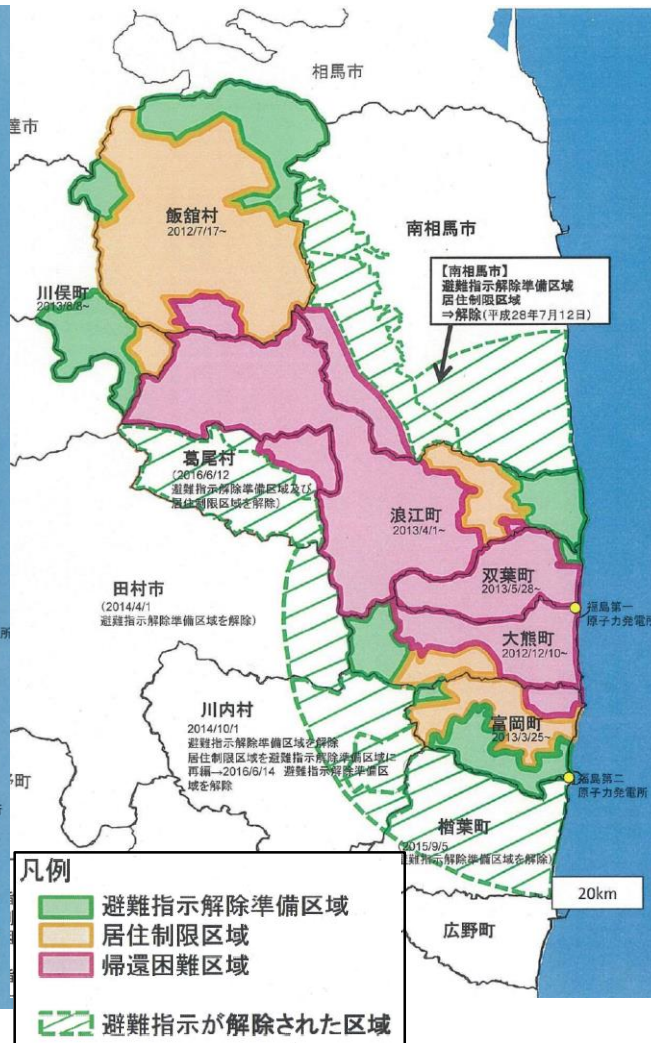 相馬市
達市
飯舘村
2012/7/17~
南相馬市
【南相馬市】
避難指示解除準備区域
居住制限区域
⇒解除(平成28年7月12日)
川俣町
2013/8/8~
葛尾村
(2016/6/12
避難指示解除準備区域及び
居住制限区域を解除)
浪江町
2013/4/1~
双葉町
2013/5/28~
福島第一
原子力発電所
田村市
(2014/4/1
避難指示解除準備区域を解除)
大熊町
2012/12/10~
川内村
2014/10/1
避難指示解除準備区域を解除
居住制限区域を避難指示解除準備区域に
再編→2016/6/14 避難指示解除準備区
域を解除
富岡町
2013/3/25~
福島第二
原子力発電所
野町
楢葉町
(2015/9/5
避難指示解除準備区域を解除)
20km
広野町
凡例
避難指示解除準備区域
居住制限区域
帰還困難区域
避難指示が解除された区域